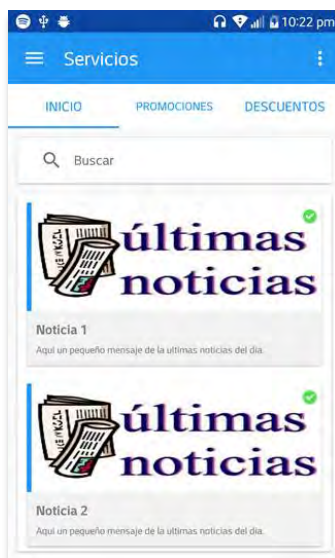 10:22 pm
Servicios
INICIO PROMOCIONES DESCUENTOS
Buscar
últimas
noticias
Noticia 1
Aqui un pequeño mensaje de la ultimas noticias del dia.
últimas
noticias
Noticia 2
Aqui un pequeño mensaje de la ultimas noticias del dia.